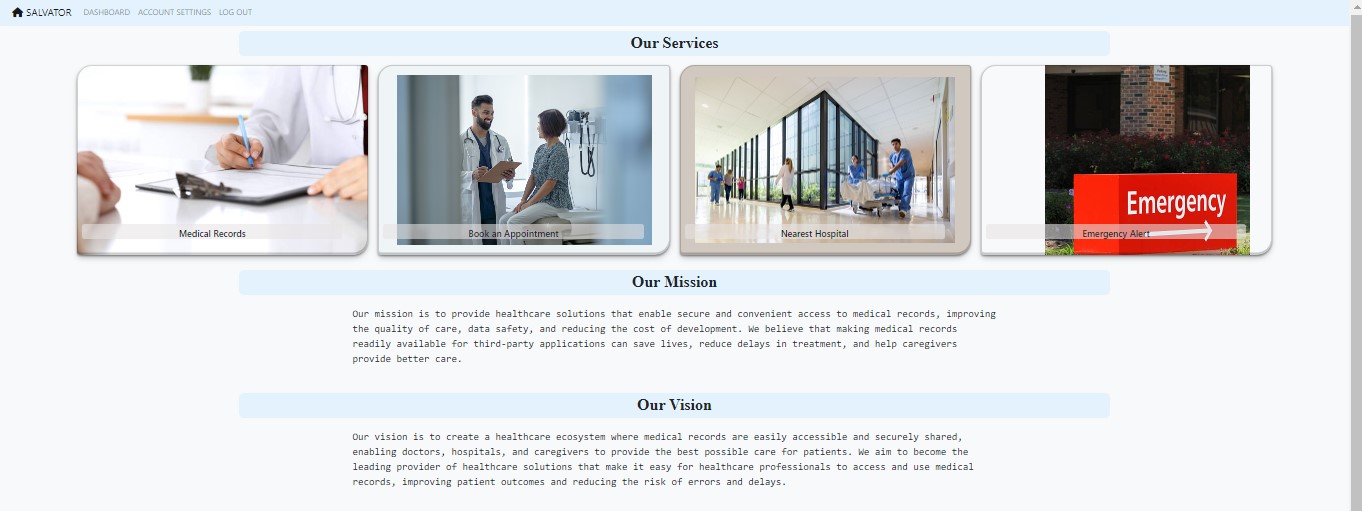 SALVATOR DASHBOARD ACCOUNT SETTINGS LOG OUT
Our Services
Medical Records
Book an Appointment
Nearest Hospital
Emergency
Emergency Alert
Our Mission
Our mission is to provide healthcare solutions that enable secure and convenient access to medical records, improving
the quality of care, data safety, and reducing the cost of development. We believe that making medical records
readily available for third-party applications can save lives, reduce delays in treatment, and help caregivers
provide better care.
Our Vision
Our vision is to create a healthcare ecosystem where medical records are easily accessible and securely shared,
enabling doctors, hospitals, and caregivers to provide the best possible care for patients. We aim to become the
leading provider of healthcare solutions that make it easy for healthcare professionals to access and use medical
records, improving patient outcomes and reducing the risk of errors and delays.